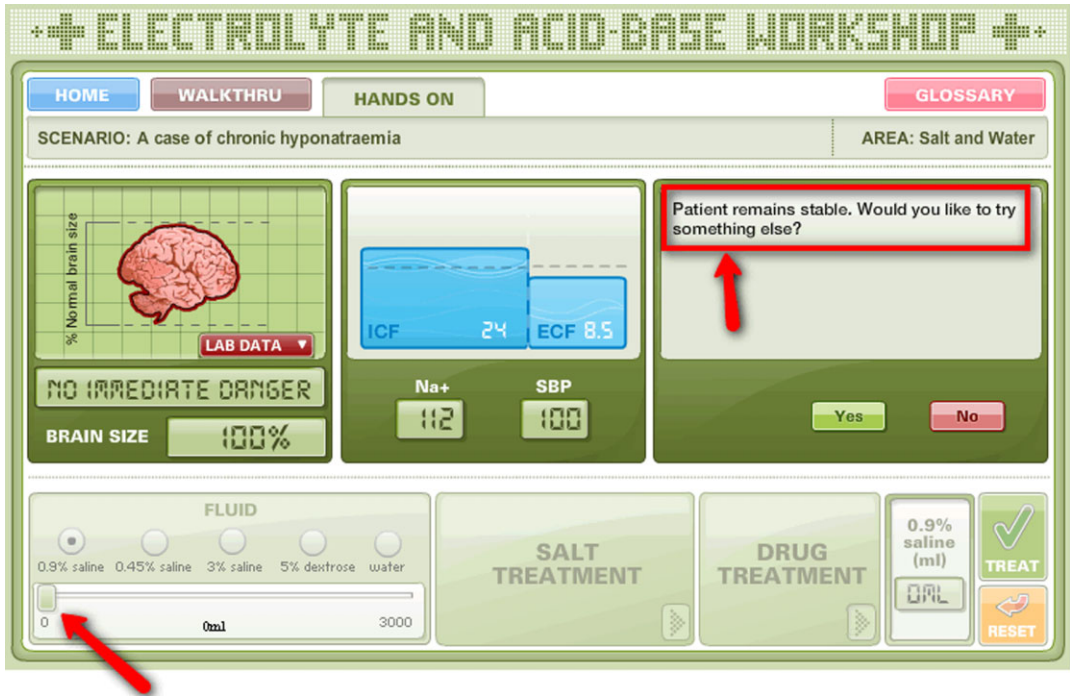 ELECTROLYTE AND ACID-BASE WORKSHOP
HOME
WALKTHRU
HANDS ON
GLOSSARY
SCENARIO: A case of chronic hyponatraemia
AREA: Salt and Water
% Normal brain size
LAB DATA
NO IMMEDIATE DANGER
BRAIN SIZE
100%
ICF
24
ECF
8.5
Na+
SBP
112
100
Patient remains stable. Would you like to try
something else?
Yes
No
FLUID
0.9% saline
0.45% saline
3% saline
5% dextrose
water
0
0ml
3000
SALT
TREATMENT
DRUG
TREATMENT
0.9%
saline
(ml)
0ML
TREAT
RESET